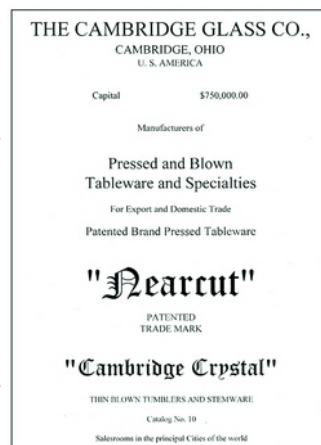 THE CAMBRIDGE GLASS CO.,
CAMBRIDGE, OHIO
U. S. AMERICA
Capital $750,000.00
Manufacturers of
Pressed and Blown
Tableware and Specialties
For Export and Domestic Trade
Patented Brand Pressed Tableware
"Nearcut"
PATENTED
TRADE MARK
"Cambridge Crystal"
THIN BLOWN TUMBLERS AND STEMWARE
Catalog No. 10
Salesrooms in the principal Cities of the world